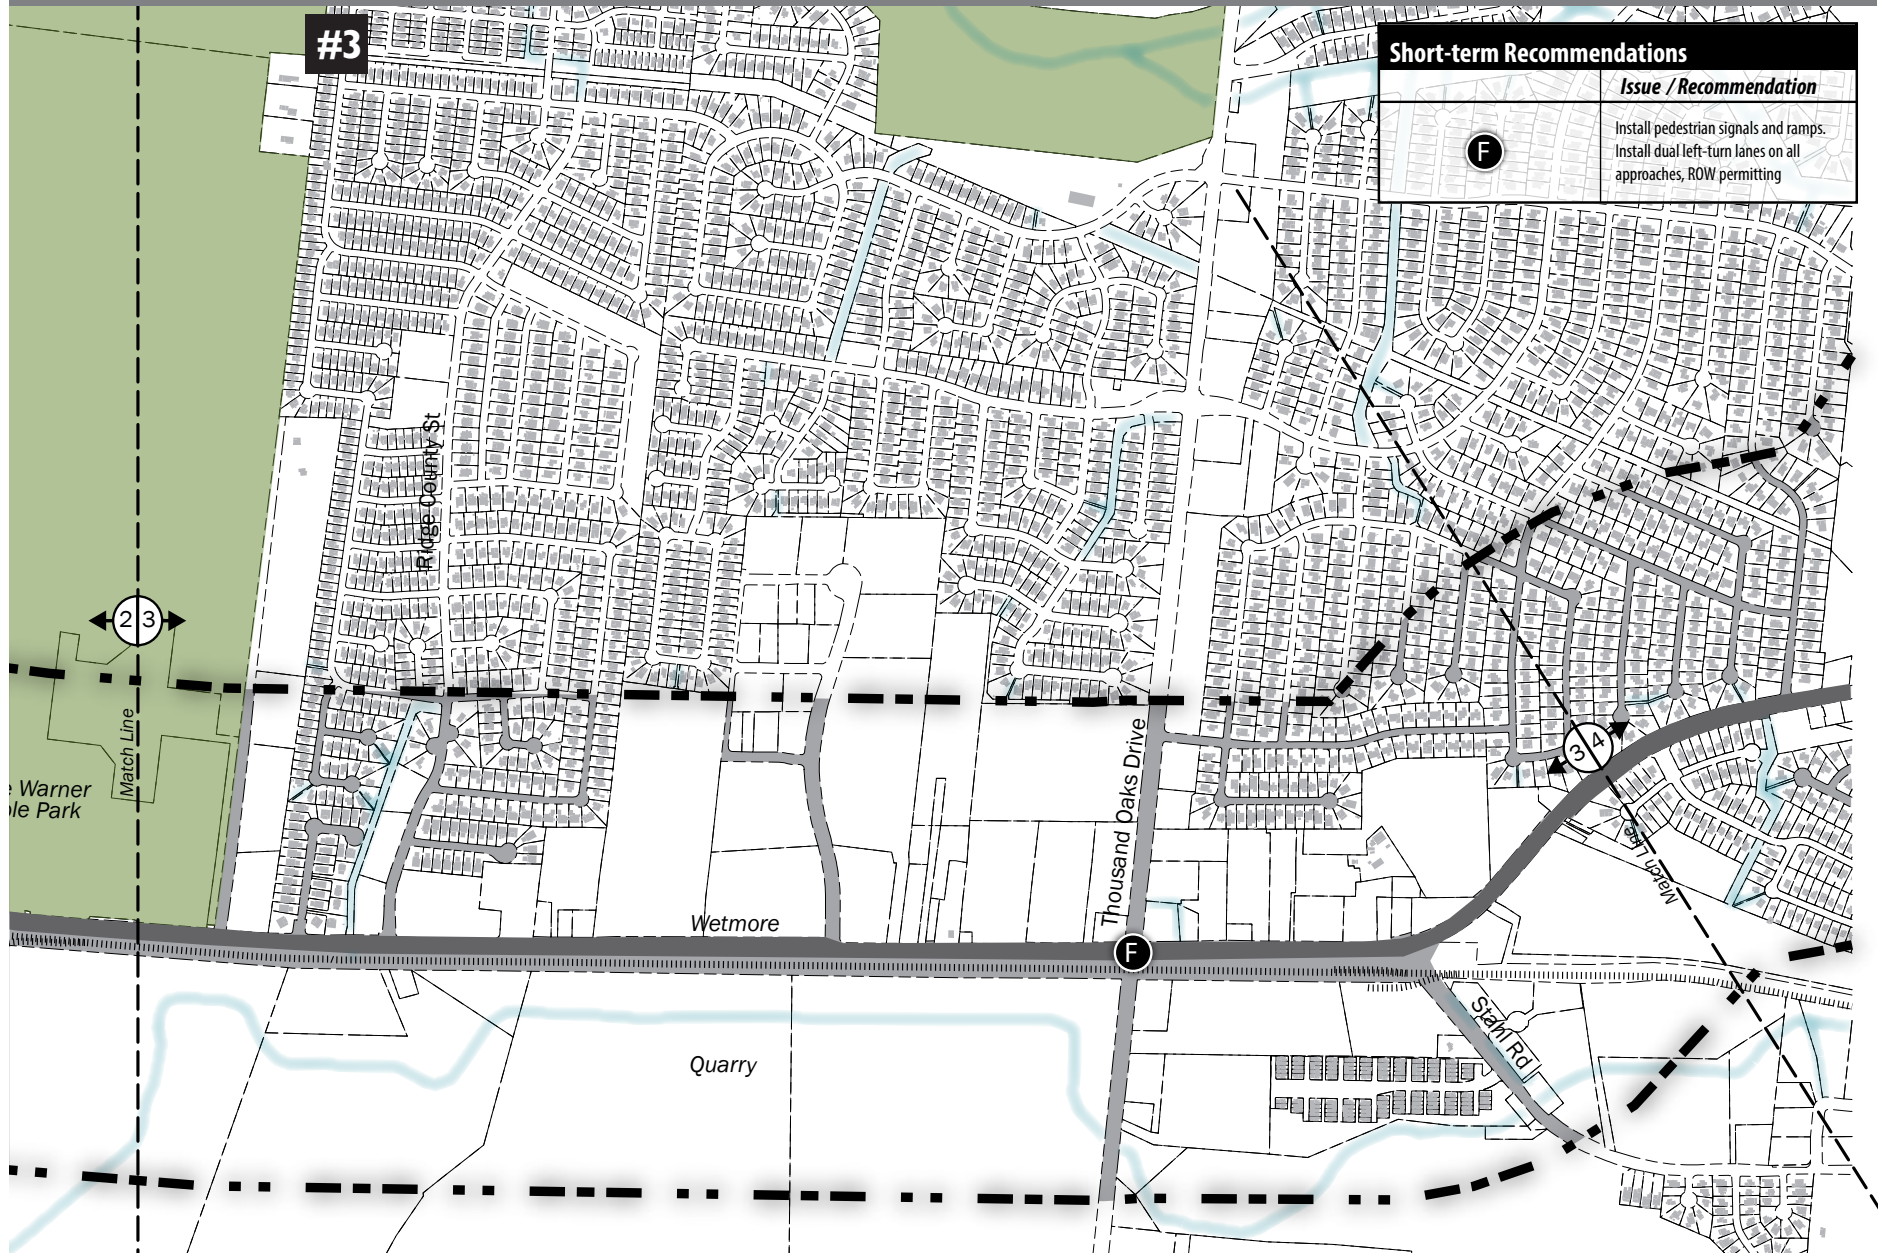 #3
Short-term Recommendations
Issue / Recommendation
F
Install pedestrian signals and ramps.
Install dual left-turn lanes on all
approaches, ROW permitting
Ridge County St
2 3
Match Line
e Warner
ole Park
Thousand Oaks Drive
3 4
Match Line
Wetmore
F
Stahl Rd
Quarry